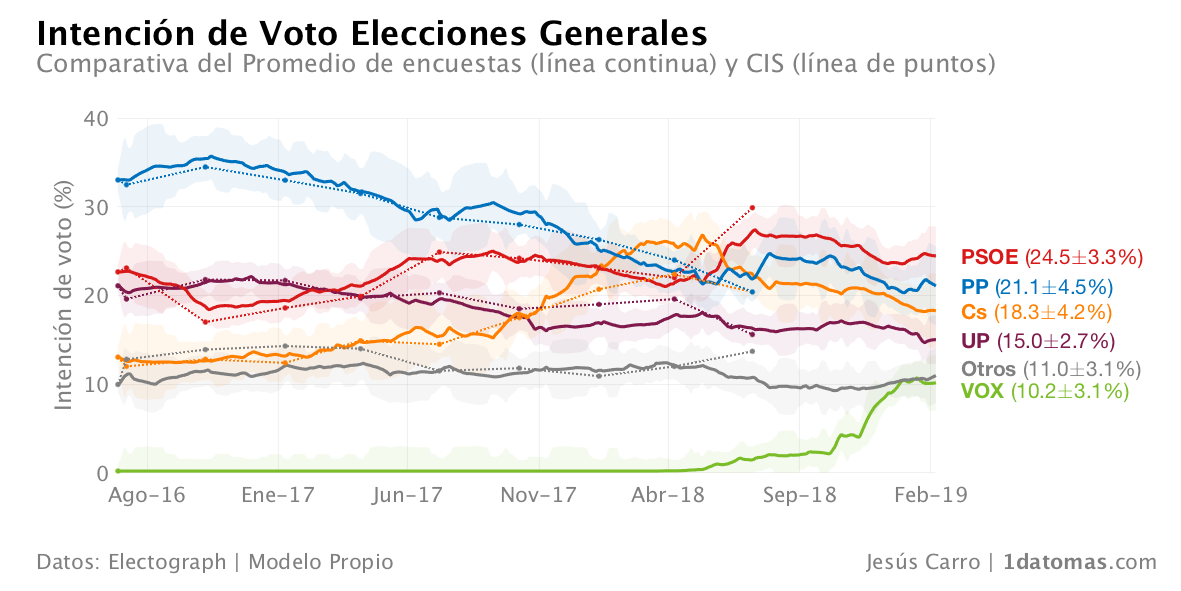 Intención de Voto Elecciones Generales
Comparativa del Promedio de encuestas (línea continua) y CIS (línea de puntos)
Intención de voto (%)
40
30
20
10
0
Ago-16 Ene-17 Jun-17 Nov-17 Abr-18 Sep-18 Feb-19
PSOE (24.5±3.3%)
PP (21.1±4.5%)
Cs (18.3±4.2%)
UP (15.0±2.7%)
Otros (11.0±3.1%)
VOX (10.2±3.1%)
Datos: Electograph | Modelo Propio
Jesús Carro | 1datomas.com